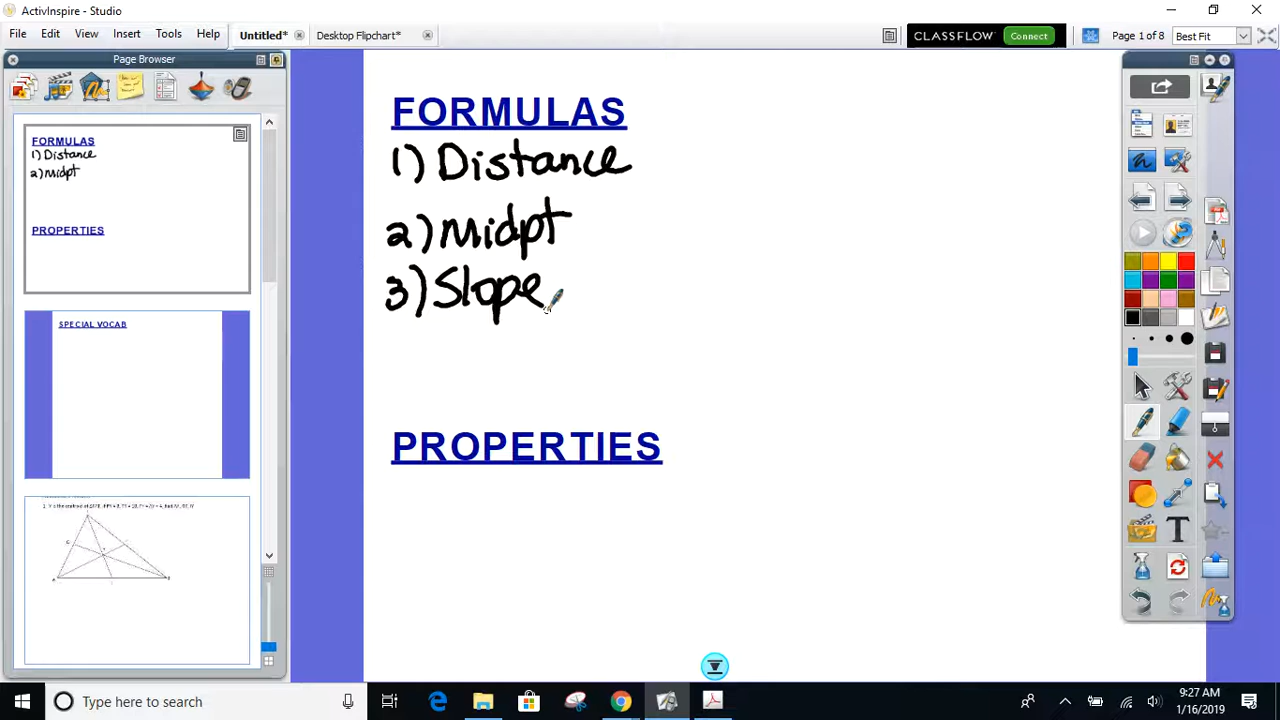 ActivInspire - Studio
File Edit View Insert Tools Help Untitled* Desktop Flipchart* CLASSFLOW Connect Page 1 of 8 Best Fit
Page Browser
FORMULAS
1) Distance
2) Midpt
PROPERTIES
SPECIAL VOCAB
FORMULAS
1) Distance
2) Midpt
3) Slope
PROPERTIES
Type here to search
9:27 AM
1/16/2019